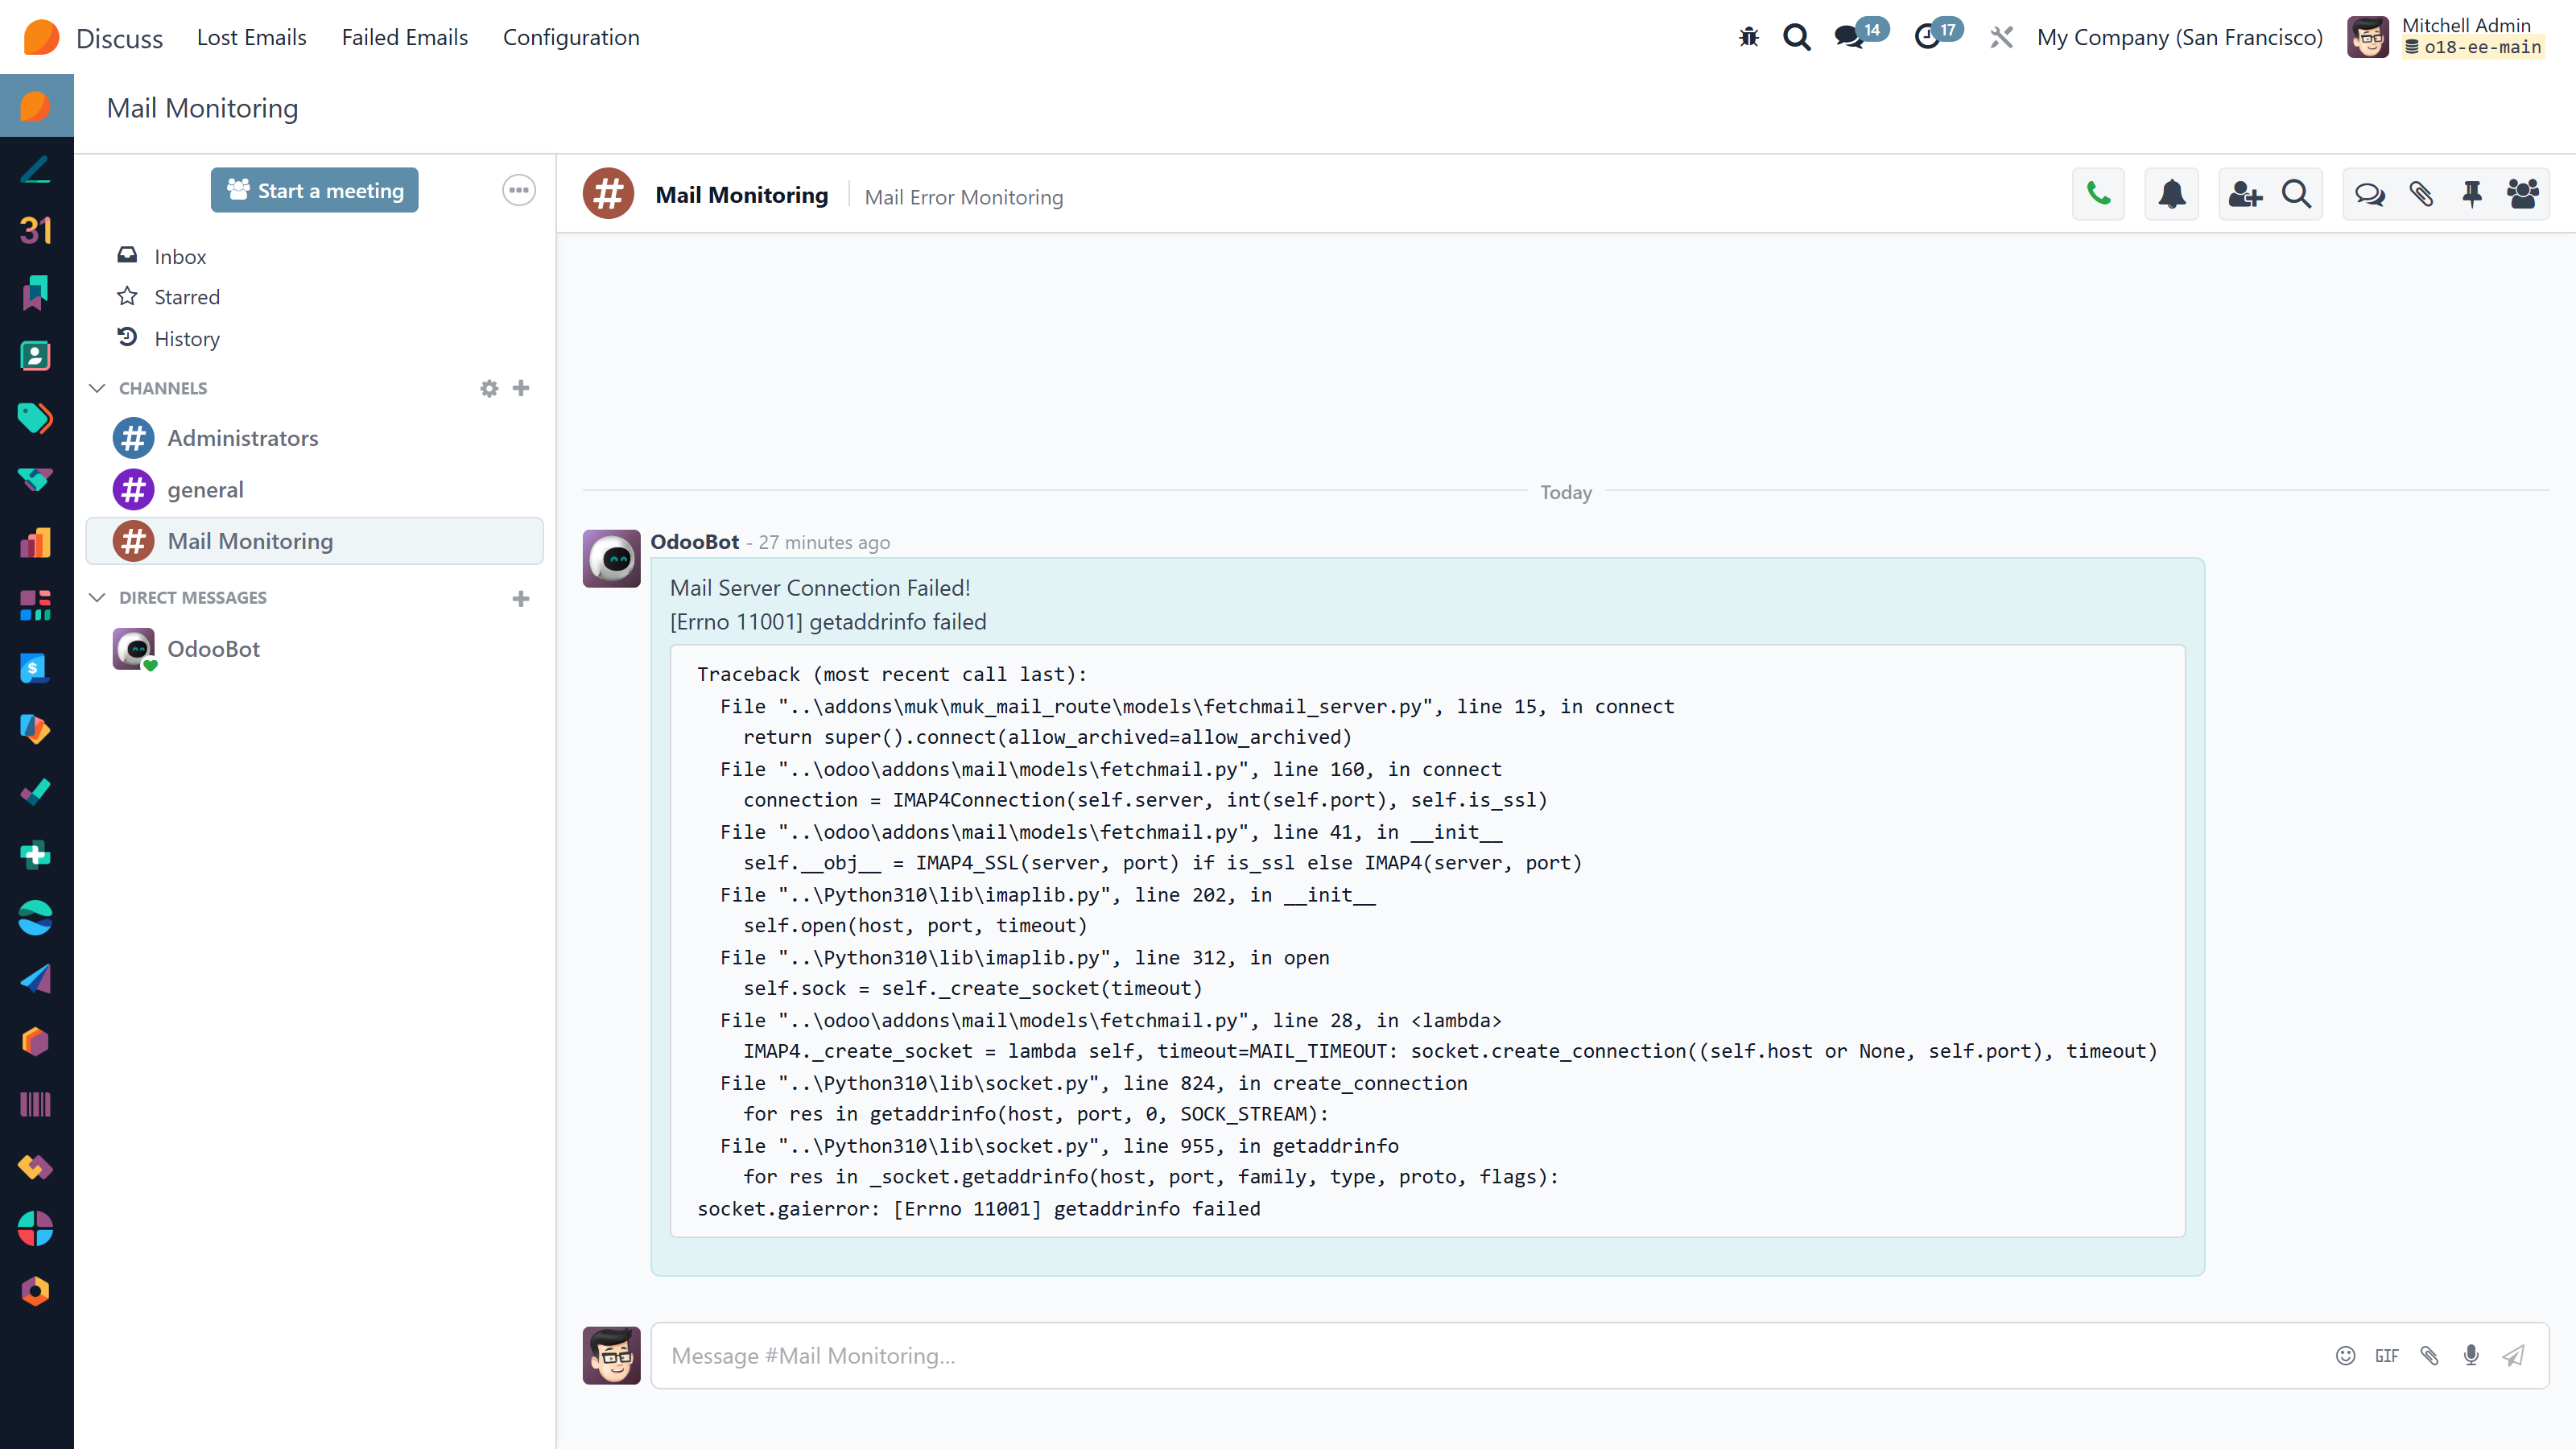 Discuss
Lost Emails
Failed Emails
Configuration
14
17
My Company (San Francisco)
Mitchell Admin
o18-ee-main
Mail Monitoring
31
Start a meeting
Inbox
Starred
History
CHANNELS
Administrators
general
Mail Monitoring
DIRECT MESSAGES
OdooBot
Mail Monitoring
Mail Error Monitoring
Today
OdooBot - 27 minutes ago
Mail Server Connection Failed!
[Errno 11001] getaddrinfo failed
Traceback (most recent call last):
  File "..\addons\muk\muk_mail_route\models\fetchmail_server.py", line 15, in connect
    return super().connect(allow_archived=allow_archived)
  File "..\odoo\addons\mail\models\fetchmail.py", line 160, in connect
    connection = IMAP4Connection(self.server, int(self.port), self.is_ssl)
  File "..\odoo\addons\mail\models\fetchmail.py", line 41, in __init__
    self.__obj__ = IMAP4_SSL(server, port) if is_ssl else IMAP4(server, port)
  File "..\Python310\lib\imaplib.py", line 202, in __init__
    self.open(host, port, timeout)
  File "..\Python310\lib\imaplib.py", line 312, in open
    self.sock = self._create_socket(timeout)
  File "..\odoo\addons\mail\models\fetchmail.py", line 28, in <lambda>
    IMAP4._create_socket = lambda self, timeout=MAIL_TIMEOUT: socket.create_connection((self.host or None, self.port), timeout)
  File "..\Python310\lib\socket.py", line 824, in create_connection
    for res in getaddrinfo(host, port, 0, SOCK_STREAM):
  File "..\Python310\lib\socket.py", line 955, in getaddrinfo
    for res in _socket.getaddrinfo(host, port, family, type, proto, flags):
socket.gaierror: [Errno 11001] getaddrinfo failed
Message #Mail Monitoring...
GIF